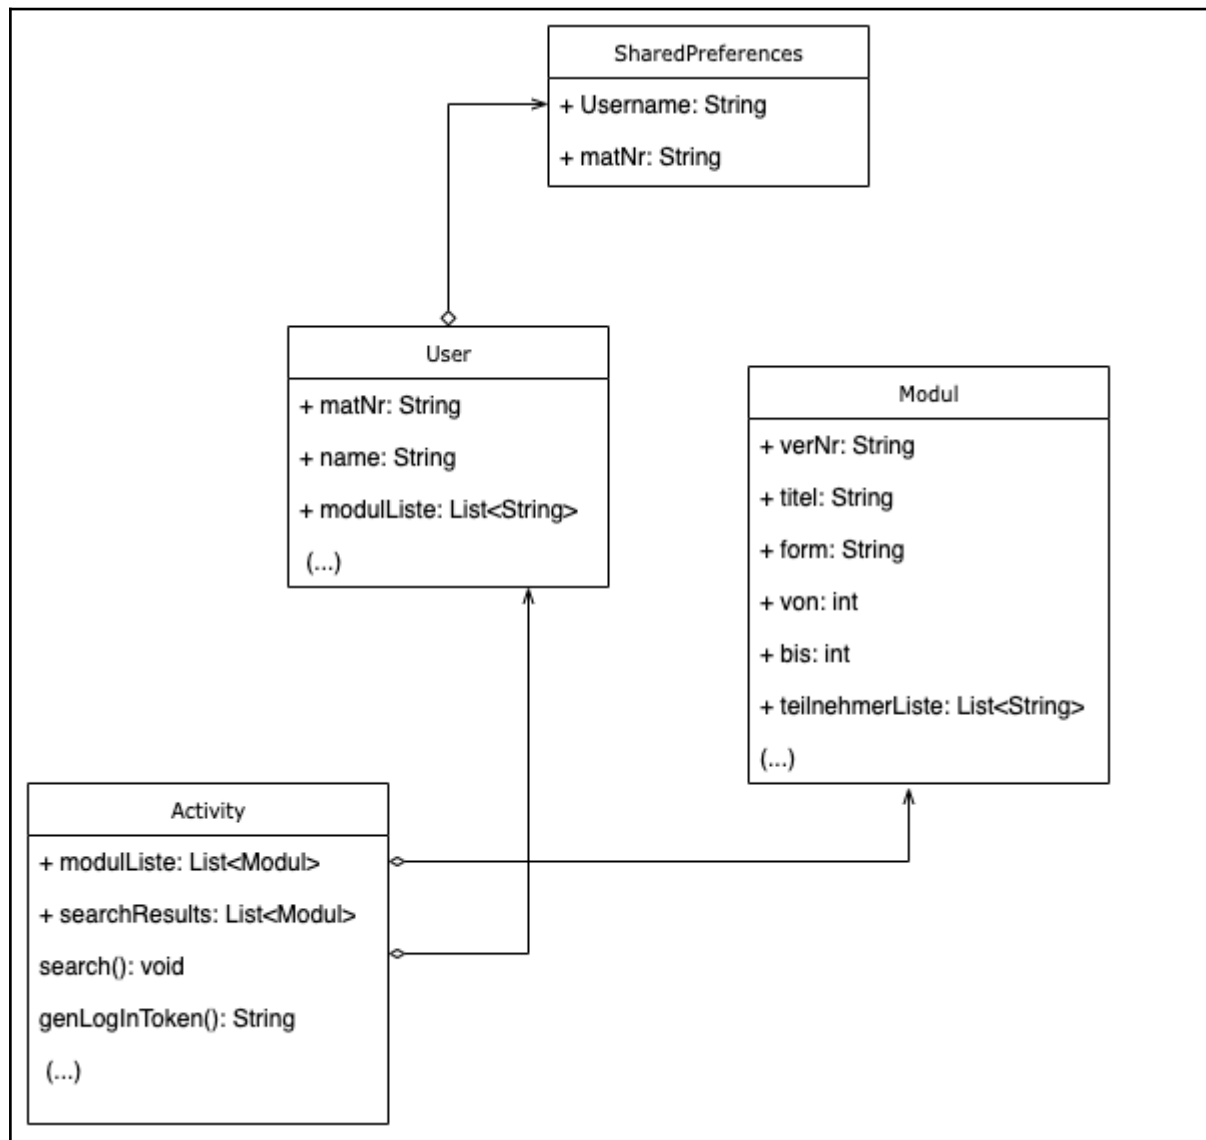 SharedPreferences
+ Username: String
+ matNr: String
User
+ matNr: String
+ name: String
+ modulListe: List<String>
(...)
Modul
+ verNr: String
+ titel: String
+ form: String
+ von: int
+ bis: int
+ teilnehmerListe: List<String>
(...)
Activity
+ modulListe: List<Modul>
+ searchResults: List<Modul>
search(): void
genLogInToken(): String
(...)